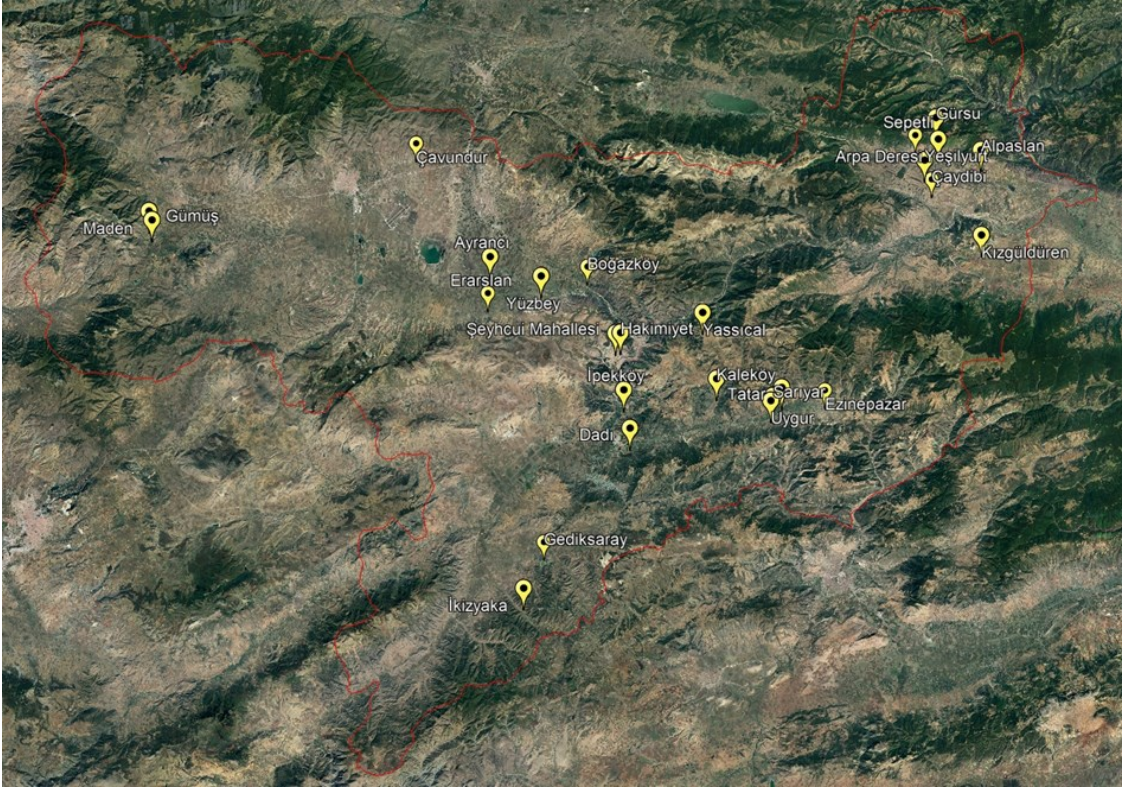 Gürsu
Sepetli
Alpaslan
Arpa Deresi
Yeşilyurt
Çaydibi
Çavundur
Gümüş
Maden
Kızgüldüren
Ayrancı
Boğazköy
Erarslan
Yüzbey
Şeyhcui Mahallesi
Hakimiyet
Yassıcal
İpekköy
Kaleköy
Tatar
Sarıyar
Ezinepazar
Uygur
Dadı
Gediksaray
İkizyaka